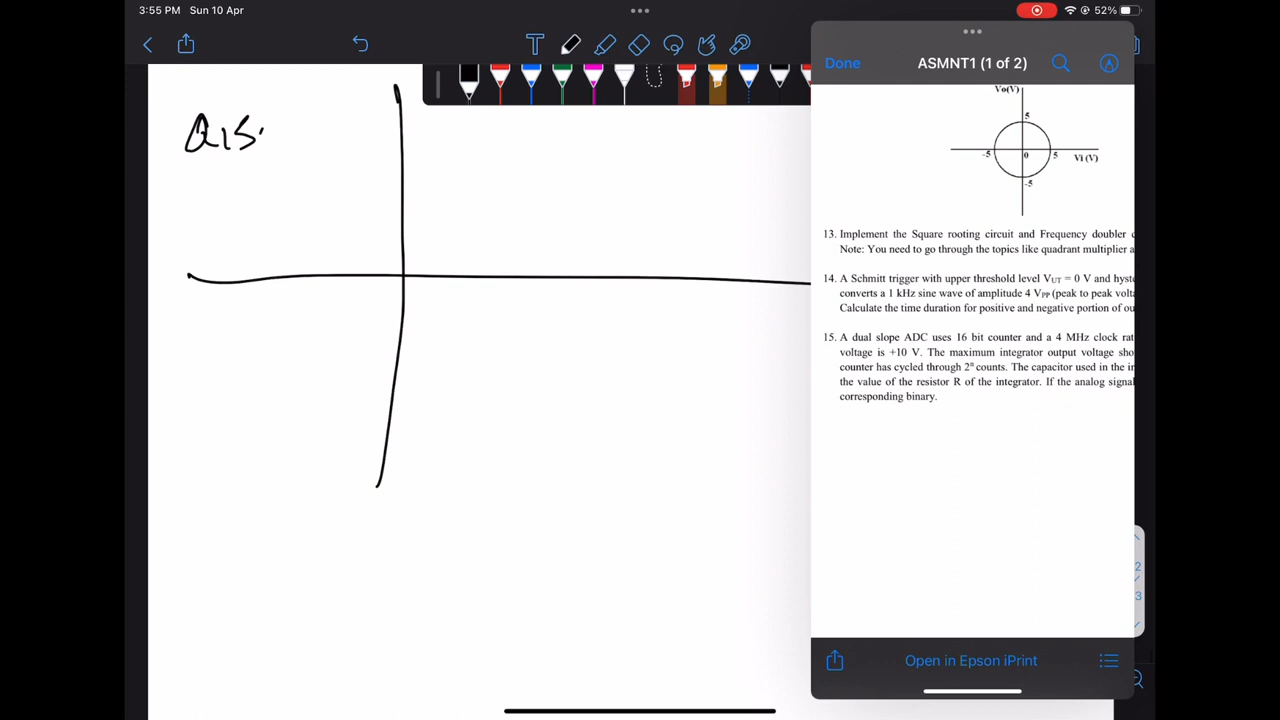 3:55 PM Sun 10 Apr
52%
Q15.
Done
ASMNT1 (1 of 2)
Vo(V)
5
-5
0
5
Vi (V)
-5
13. Implement the Square rooting circuit and Frequency doubler
Note: You need to go through the topics like quadrant multiplier a
14. A Schmitt trigger with upper threshold level VUT = 0 V and hyste
converts a 1 kHz sine wave of amplitude 4 VPP (peak to peak volta
Calculate the time duration for positive and negative portion of ou
15. A dual slope ADC uses 16 bit counter and a 4 MHz clock rat
voltage is +10 V. The maximum integrator output voltage sho
counter has cycled through 2ⁿ counts. The capacitor used in the in
the value of the resistor R of the integrator. If the analog signal
corresponding binary.
2
3
Open in Epson iPrint